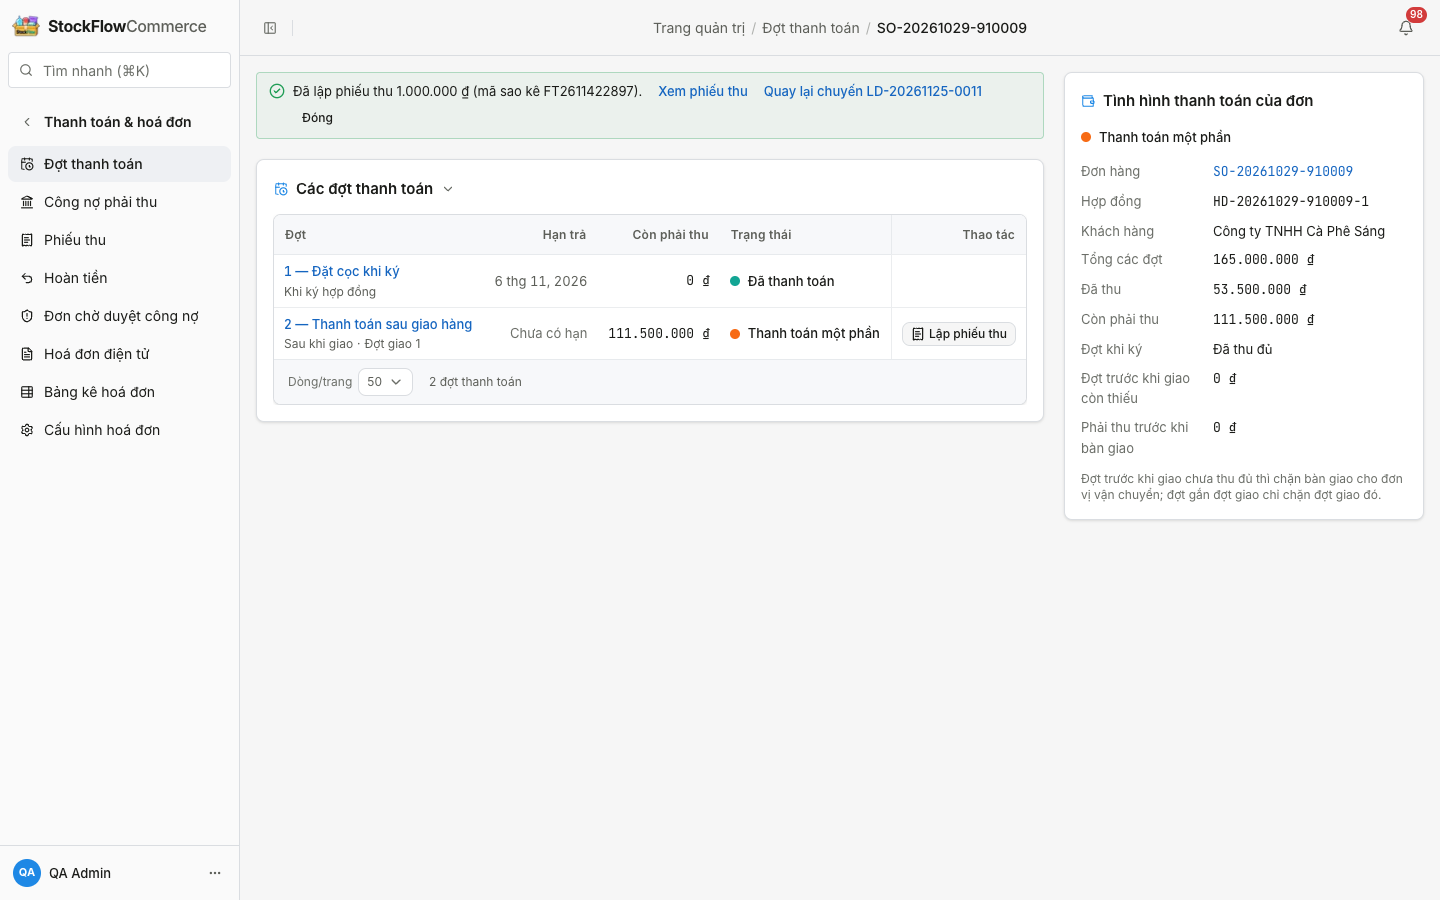 StockFlowCommerce
Tìm nhanh (⌘K)
Thanh toán & hoá đơn
Đợt thanh toán
Công nợ phải thu
Phiếu thu
Hoàn tiền
Đơn chờ duyệt công nợ
Hoá đơn điện tử
Bảng kê hoá đơn
Cấu hình hoá đơn
QA
QA Admin
Trang quản trị / Đợt thanh toán / SO-20261029-910009
98
Đã lập phiếu thu 1.000.000 ₫ (mã sao kê FT2611422897). Xem phiếu thu Quay lại chuyến LD-20261125-0011
Đóng
Các đợt thanh toán
Đợt Hạn trả Còn phải thu Trạng thái Thao tác
1 — Đặt cọc khi ký
Khi ký hợp đồng
6 thg 11, 2026 0 ₫ Đã thanh toán
2 — Thanh toán sau giao hàng
Sau khi giao · Đợt giao 1
Chưa có hạn 111.500.000 ₫ Thanh toán một phần Lập phiếu thu
Dòng/trang 50 2 đợt thanh toán
Tình hình thanh toán của đơn
Thanh toán một phần
Đơn hàng SO-20261029-910009
Hợp đồng HD-20261029-910009-1
Khách hàng Công ty TNHH Cà Phê Sáng
Tổng các đợt 165.000.000 ₫
Đã thu 53.500.000 ₫
Còn phải thu 111.500.000 ₫
Đợt khi ký Đã thu đủ
Đợt trước khi giao 0 ₫
còn thiếu
Phải thu trước khi 0 ₫
bàn giao
Đợt trước khi giao chưa thu đủ thì chặn bàn giao cho đơn
vị vận chuyển; đợt gắn đợt giao chỉ chặn đợt giao đó.